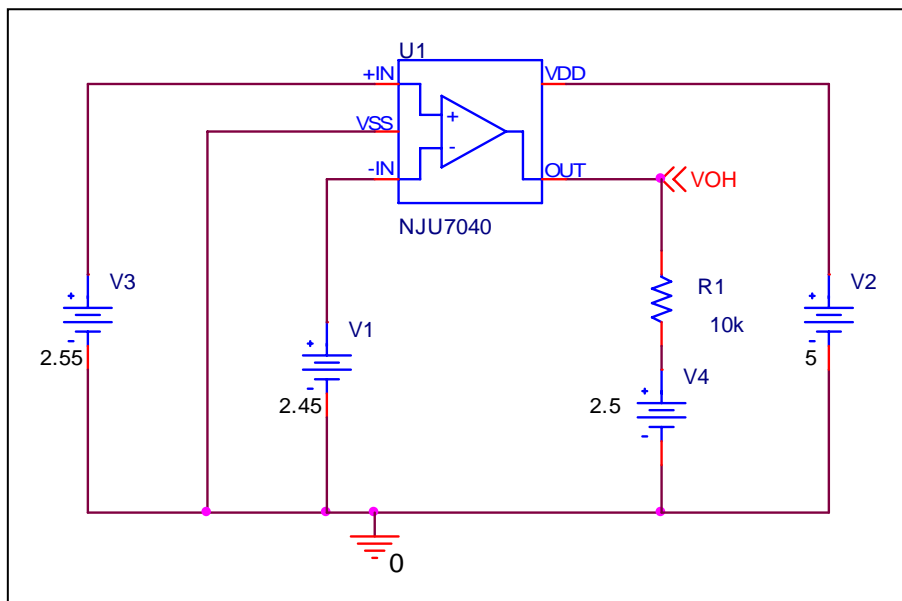 U1
+IN
VDD
VSS
+
-
-IN
OUT
VOH
NJU7040
+
V3
-
2.55
+
V1
-
2.45
R1
10k
+
V4
-
2.5
+
V2
-
5
0